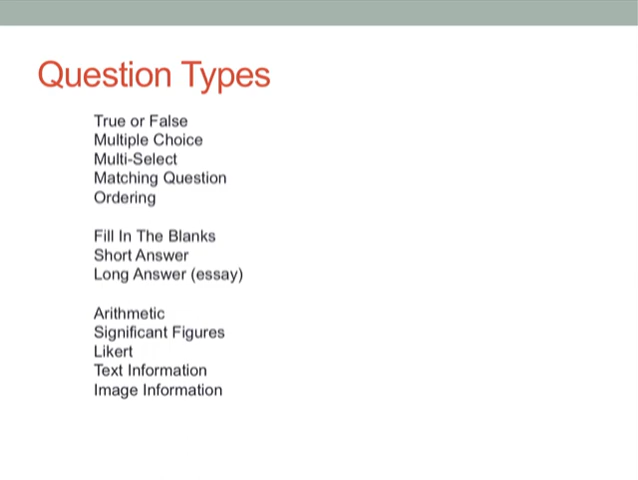 Question Types
True or False
Multiple Choice
Multi-Select
Matching Question
Ordering
Fill In The Blanks
Short Answer
Long Answer (essay)
Arithmetic
Significant Figures
Likert
Text Information
Image Information